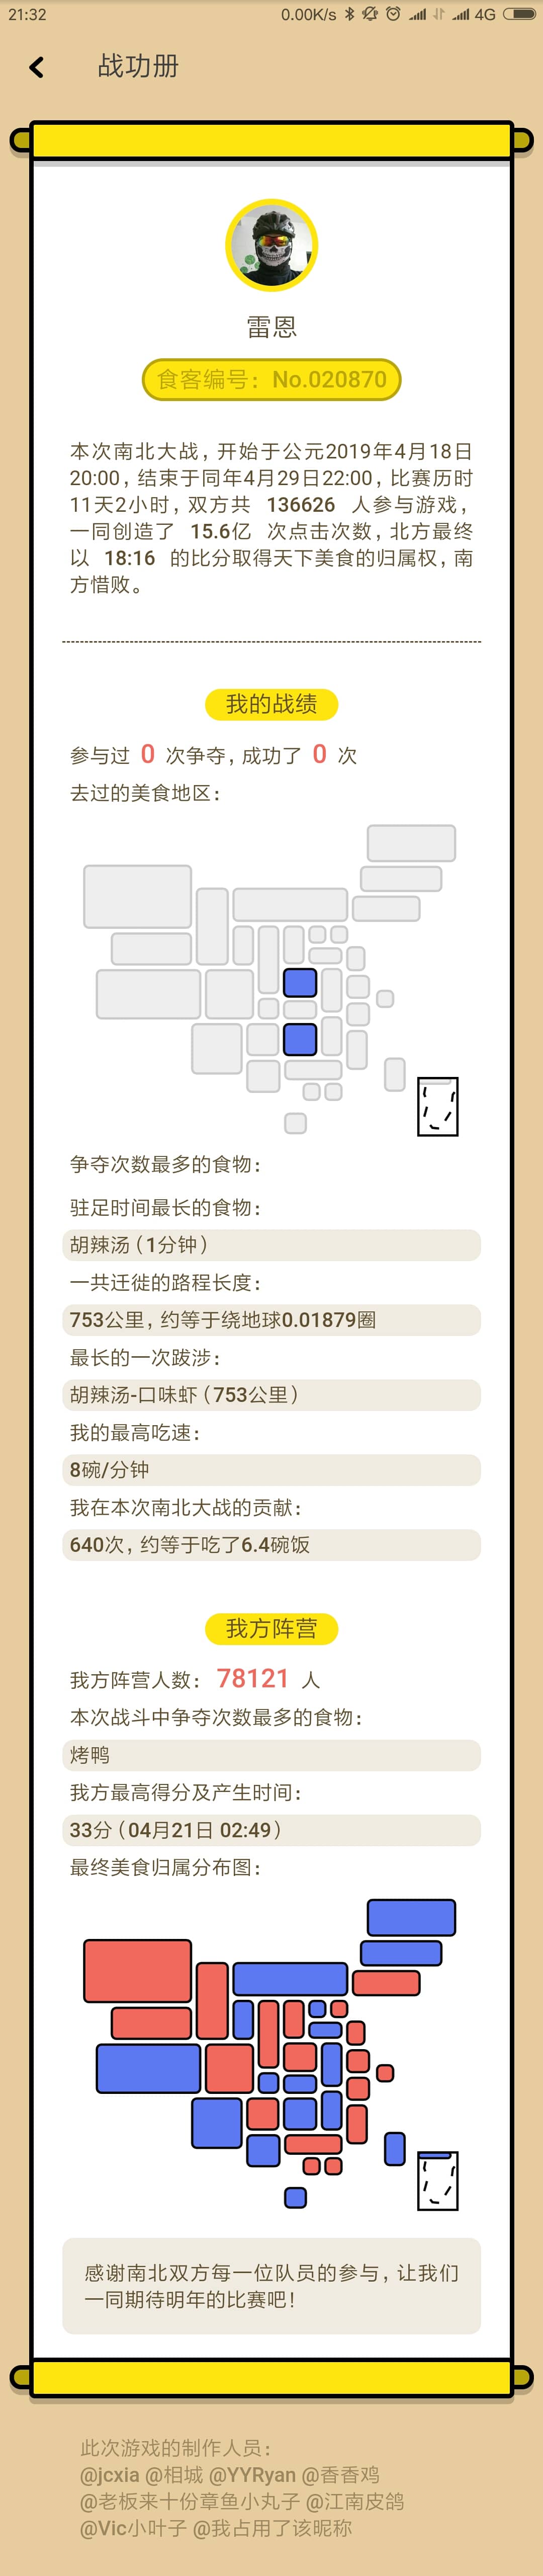 21:32
0.00K/s 4G
战功册
雷恩
食客编号：No.020870
本次南北大战，开始于公元2019年4月18日
20:00，结束于同年4月29日22:00，比赛历时
11天2小时，双方共 136626 人参与游戏，
一同创造了 15.6亿 次点击次数，北方最终
以 18:16 的比分取得天下美食的归属权，南
方惜败。
我的战绩
参与过 0 次争夺，成功了 0 次
去过的美食地区：
争夺次数最多的食物：
驻足时间最长的食物：
胡辣汤（1分钟）
一共迁徙的路程长度：
753公里，约等于绕地球0.01879圈
最长的一次跋涉：
胡辣汤-口味虾（753公里）
我的最高吃速：
8碗/分钟
我在本次南北大战的贡献：
640次，约等于吃了6.4碗饭
我方阵营
我方阵营人数： 78121 人
本次战斗中争夺次数最多的食物：
烤鸭
我方最高得分及产生时间：
33分（04月21日 02:49）
最终美食归属分布图：
感谢南北双方每一位队员的参与，让我们
一同期待明年的比赛吧！
此次游戏的制作人员：
@jcxia @相城 @YYRyan @香香鸡
@老板来十份章鱼小丸子 @江南皮鸽
@Vic小叶子 @我占用了该昵称